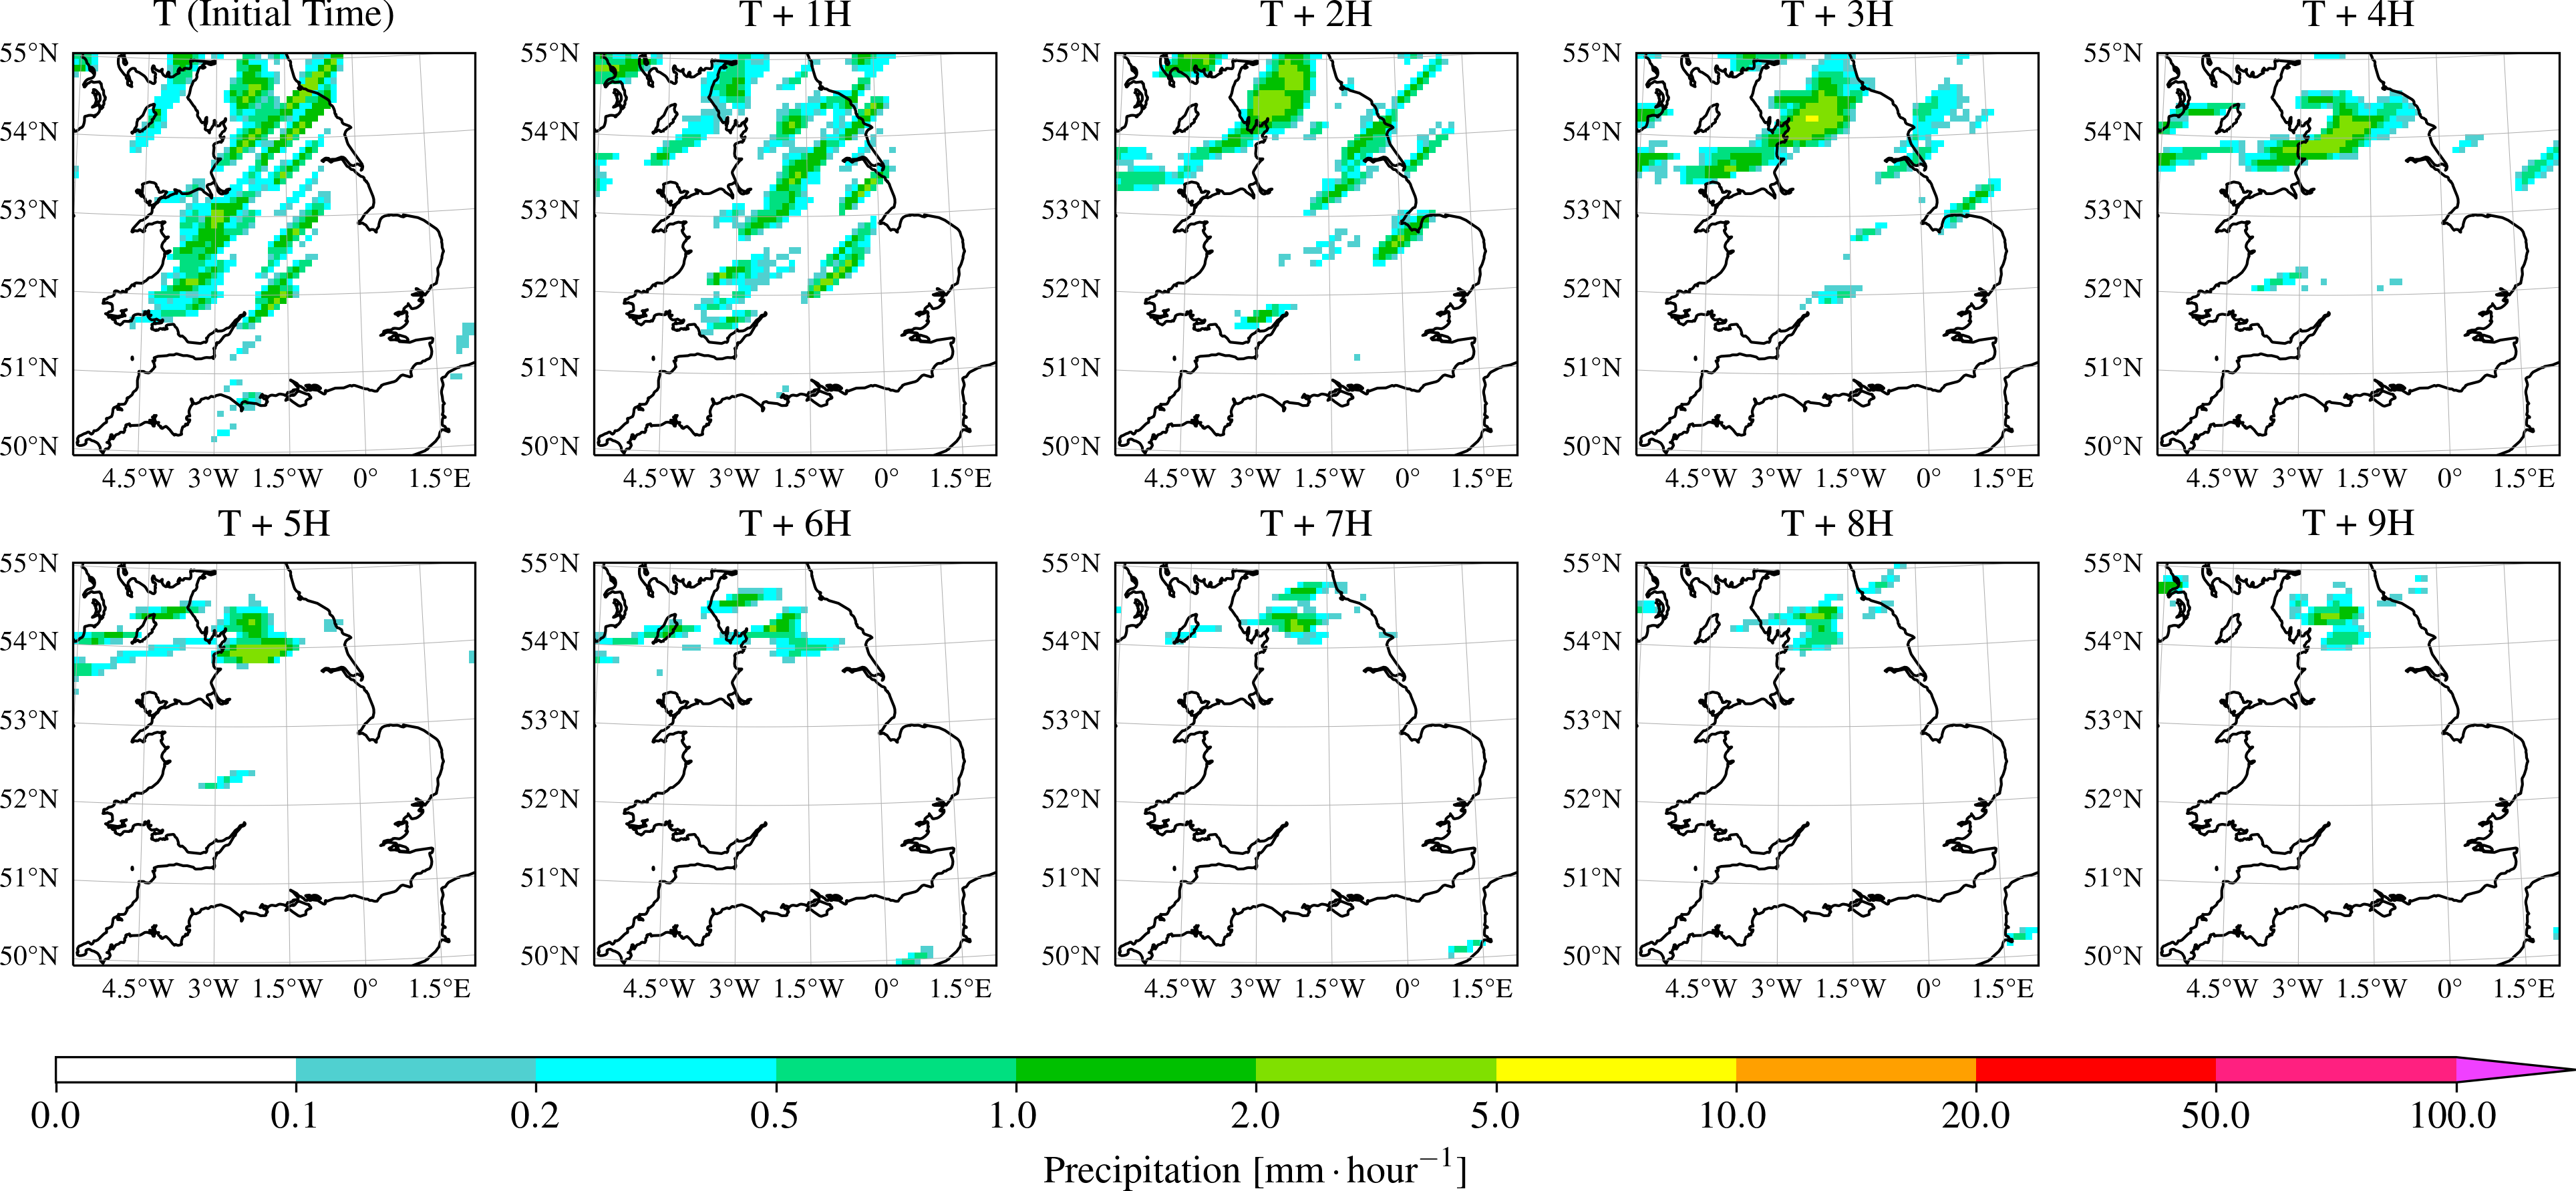 T (Initial Time) T + 1H T + 2H T + 3H T + 4H
55°N 55°N 55°N 55°N 55°N
54°N 54°N 54°N 54°N 54°N
53°N 53°N 53°N 53°N 53°N
52°N 52°N 52°N 52°N 52°N
51°N 51°N 51°N 51°N 51°N
50°N 50°N 50°N 50°N 50°N
4.5°W 3°W 1.5°W 0° 1.5°E 4.5°W 3°W 1.5°W 0° 1.5°E 4.5°W 3°W 1.5°W 0° 1.5°E 4.5°W 3°W 1.5°W 0° 1.5°E 4.5°W 3°W 1.5°W 0° 1.5°E
T + 5H T + 6H T + 7H T + 8H T + 9H
55°N 55°N 55°N 55°N 55°N
54°N 54°N 54°N 54°N 54°N
53°N 53°N 53°N 53°N 53°N
52°N 52°N 52°N 52°N 52°N
51°N 51°N 51°N 51°N 51°N
50°N 50°N 50°N 50°N 50°N
4.5°W 3°W 1.5°W 0° 1.5°E 4.5°W 3°W 1.5°W 0° 1.5°E 4.5°W 3°W 1.5°W 0° 1.5°E 4.5°W 3°W 1.5°W 0° 1.5°E 4.5°W 3°W 1.5°W 0° 1.5°E
0.0 0.1 0.2 0.5 1.0 2.0 5.0 10.0 20.0 50.0 100.0
Precipitation [mm · hour⁻¹]